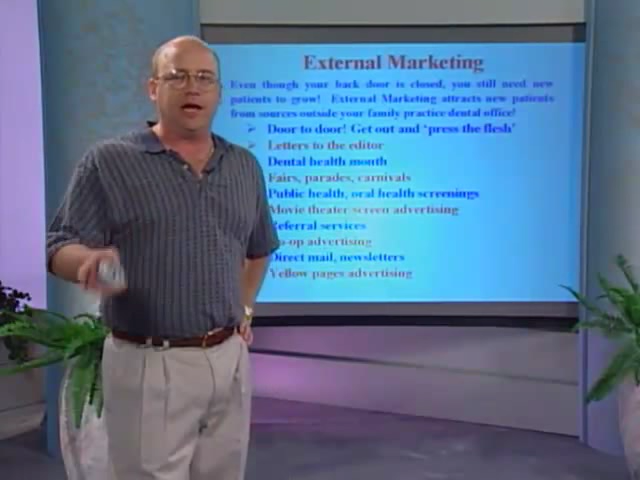 External Marketing
Even though your back door is closed, you still need new
patients to grow! External Marketing attracts new patients
from sources outside your family practice dental office!
Door to door! Get out and 'press the flesh'
Letters to the editor
Dental health month
Fairs, parades, carnivals
Public health, oral health screenings
Movie theater screen advertising
Referral services
Co-op advertising
Direct mail, newsletters
Yellow pages advertising